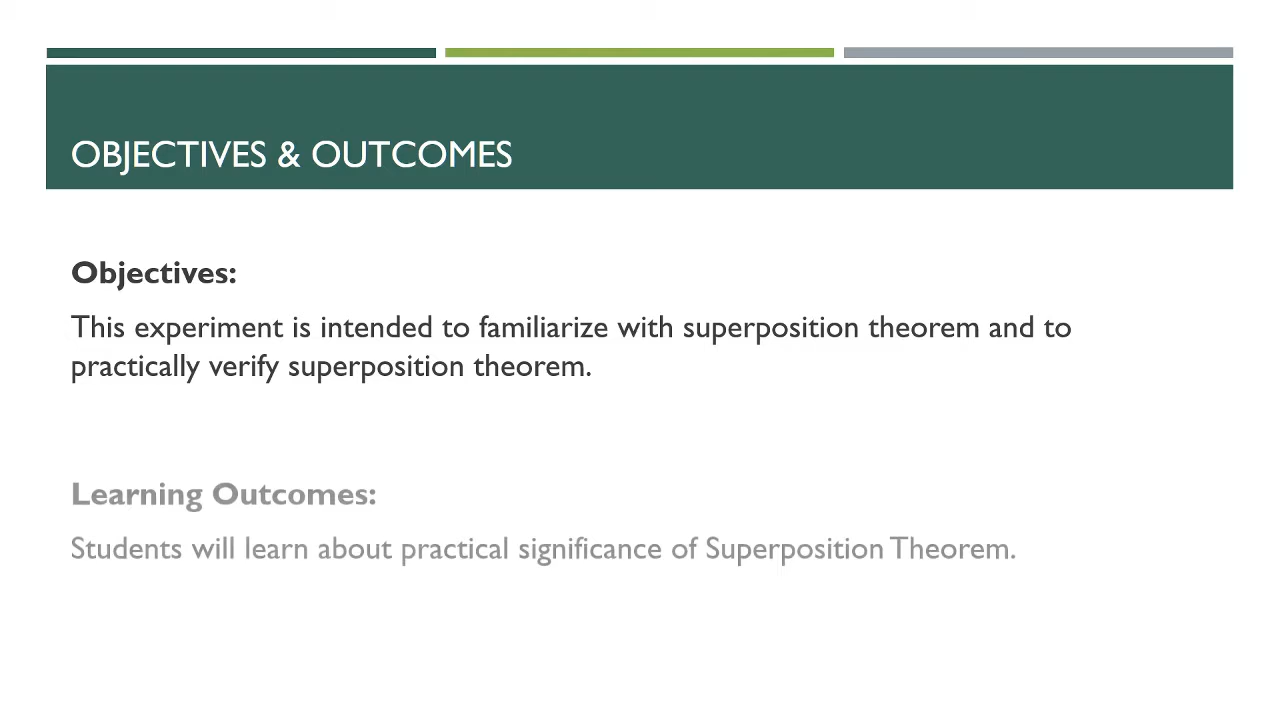 OBJECTIVES & OUTCOMES
Objectives:
This experiment is intended to familiarize with superposition theorem and to
practically verify superposition theorem.
Learning Outcomes:
Students will learn about practical significance of Superposition Theorem.